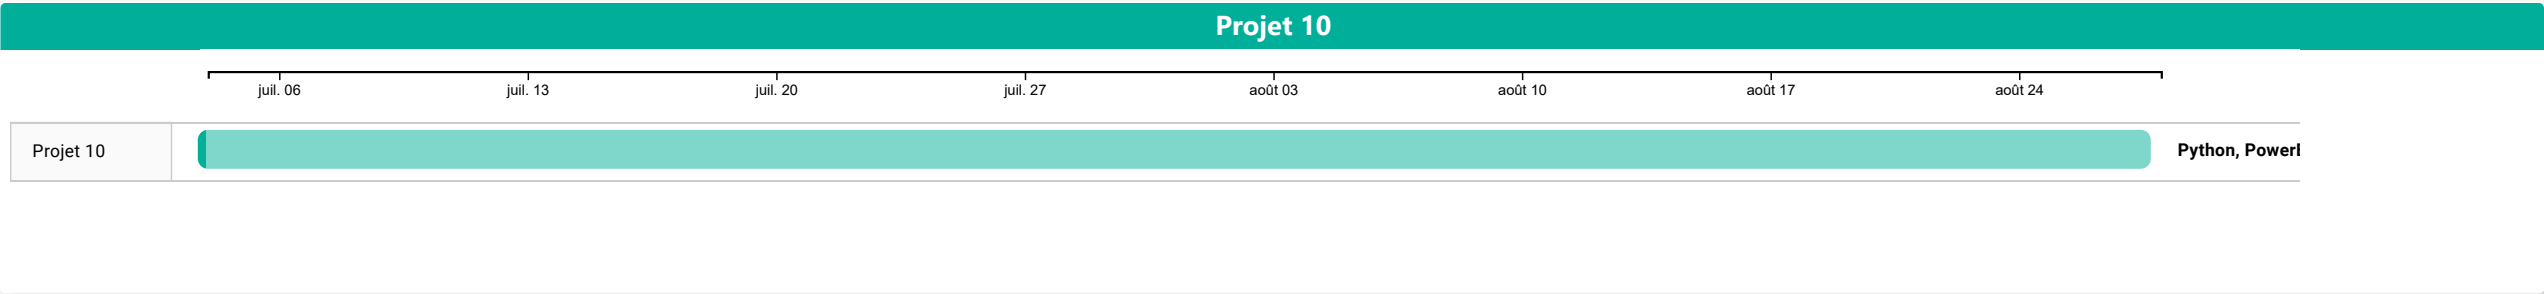 Projet 10
juil. 06 juil. 13 juil. 20 juil. 27 août 03 août 10 août 17 août 24
Projet 10 Python,